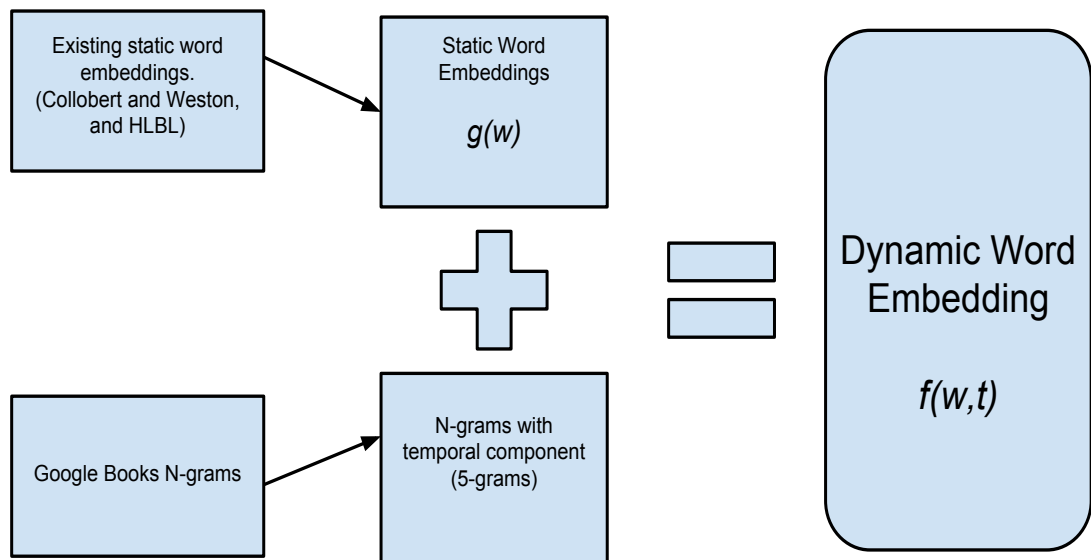 Existing static word
embeddings.
(Collobert and Weston,
and HLBL)
Static Word
Embeddings
g(w)
Dynamic Word
Embedding
f(w,t)
Google Books N-grams
N-grams with
temporal component
(5-grams)